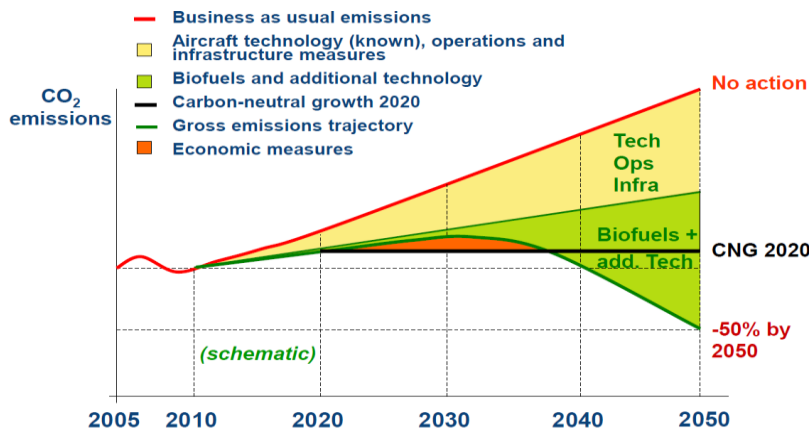 Business as usual emissions
Aircraft technology (known), operations and
infrastructure measures
Biofuels and additional technology
Carbon-neutral growth 2020
Gross emissions trajectory
Economic measures
CO₂
emissions
No action
Tech
Ops
Infra
Biofuels +
add. Tech
CNG 2020
-50% by
2050
(schematic)
2005 2010 2020 2030 2040 2050